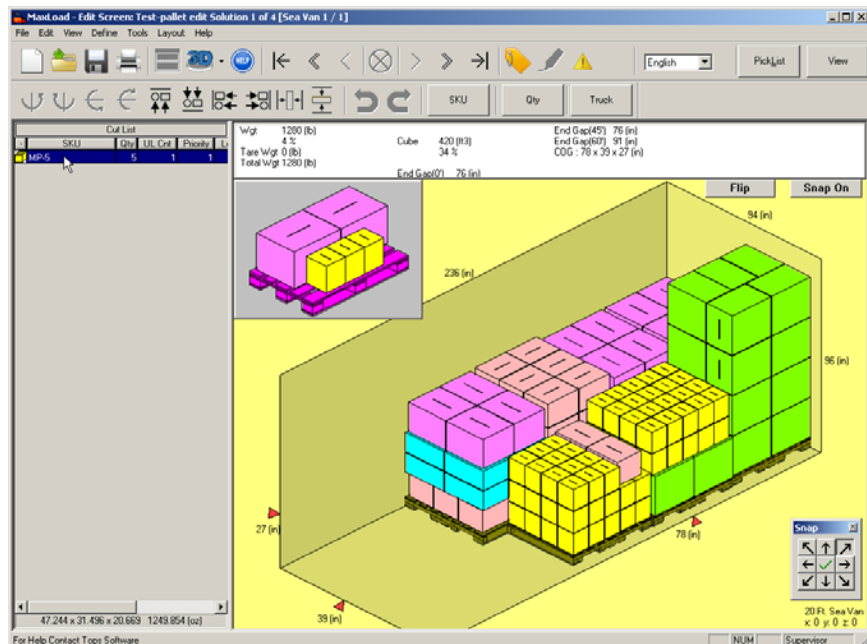 MaxLoad - Edit Screen: Test-pallet edit Solution 1 of 4 [Sea Van 1 / 1]
File Edit View Define Tools Layout Help
3D HELP English PickList View
SKU Qty Truck
Cut List
- SKU Qty UL Cnt Priority L
MP-5 5 1 1
Wgt 1280 (lb)
4 %
Tare Wgt 0 (lb)
Total Wgt 1280 (lb)
Cube 420 (ft3)
34 %
End Gap(0') 76 (in)
End Gap(45') 76 (in)
End Gap(60') 91 (in)
COG : 78 x 39 x 27 (in)
Flip Snap On
94 (in)
236 (in)
96 (in)
27 (in)
78 (in)
39 (in)
Snap
20 Ft. Sea Van
x: 0 y: 0 z: 0
47.244 x 31.496 x 20.669 1249.854 (oz)
For Help Contact Tops Software NUM Supervisor